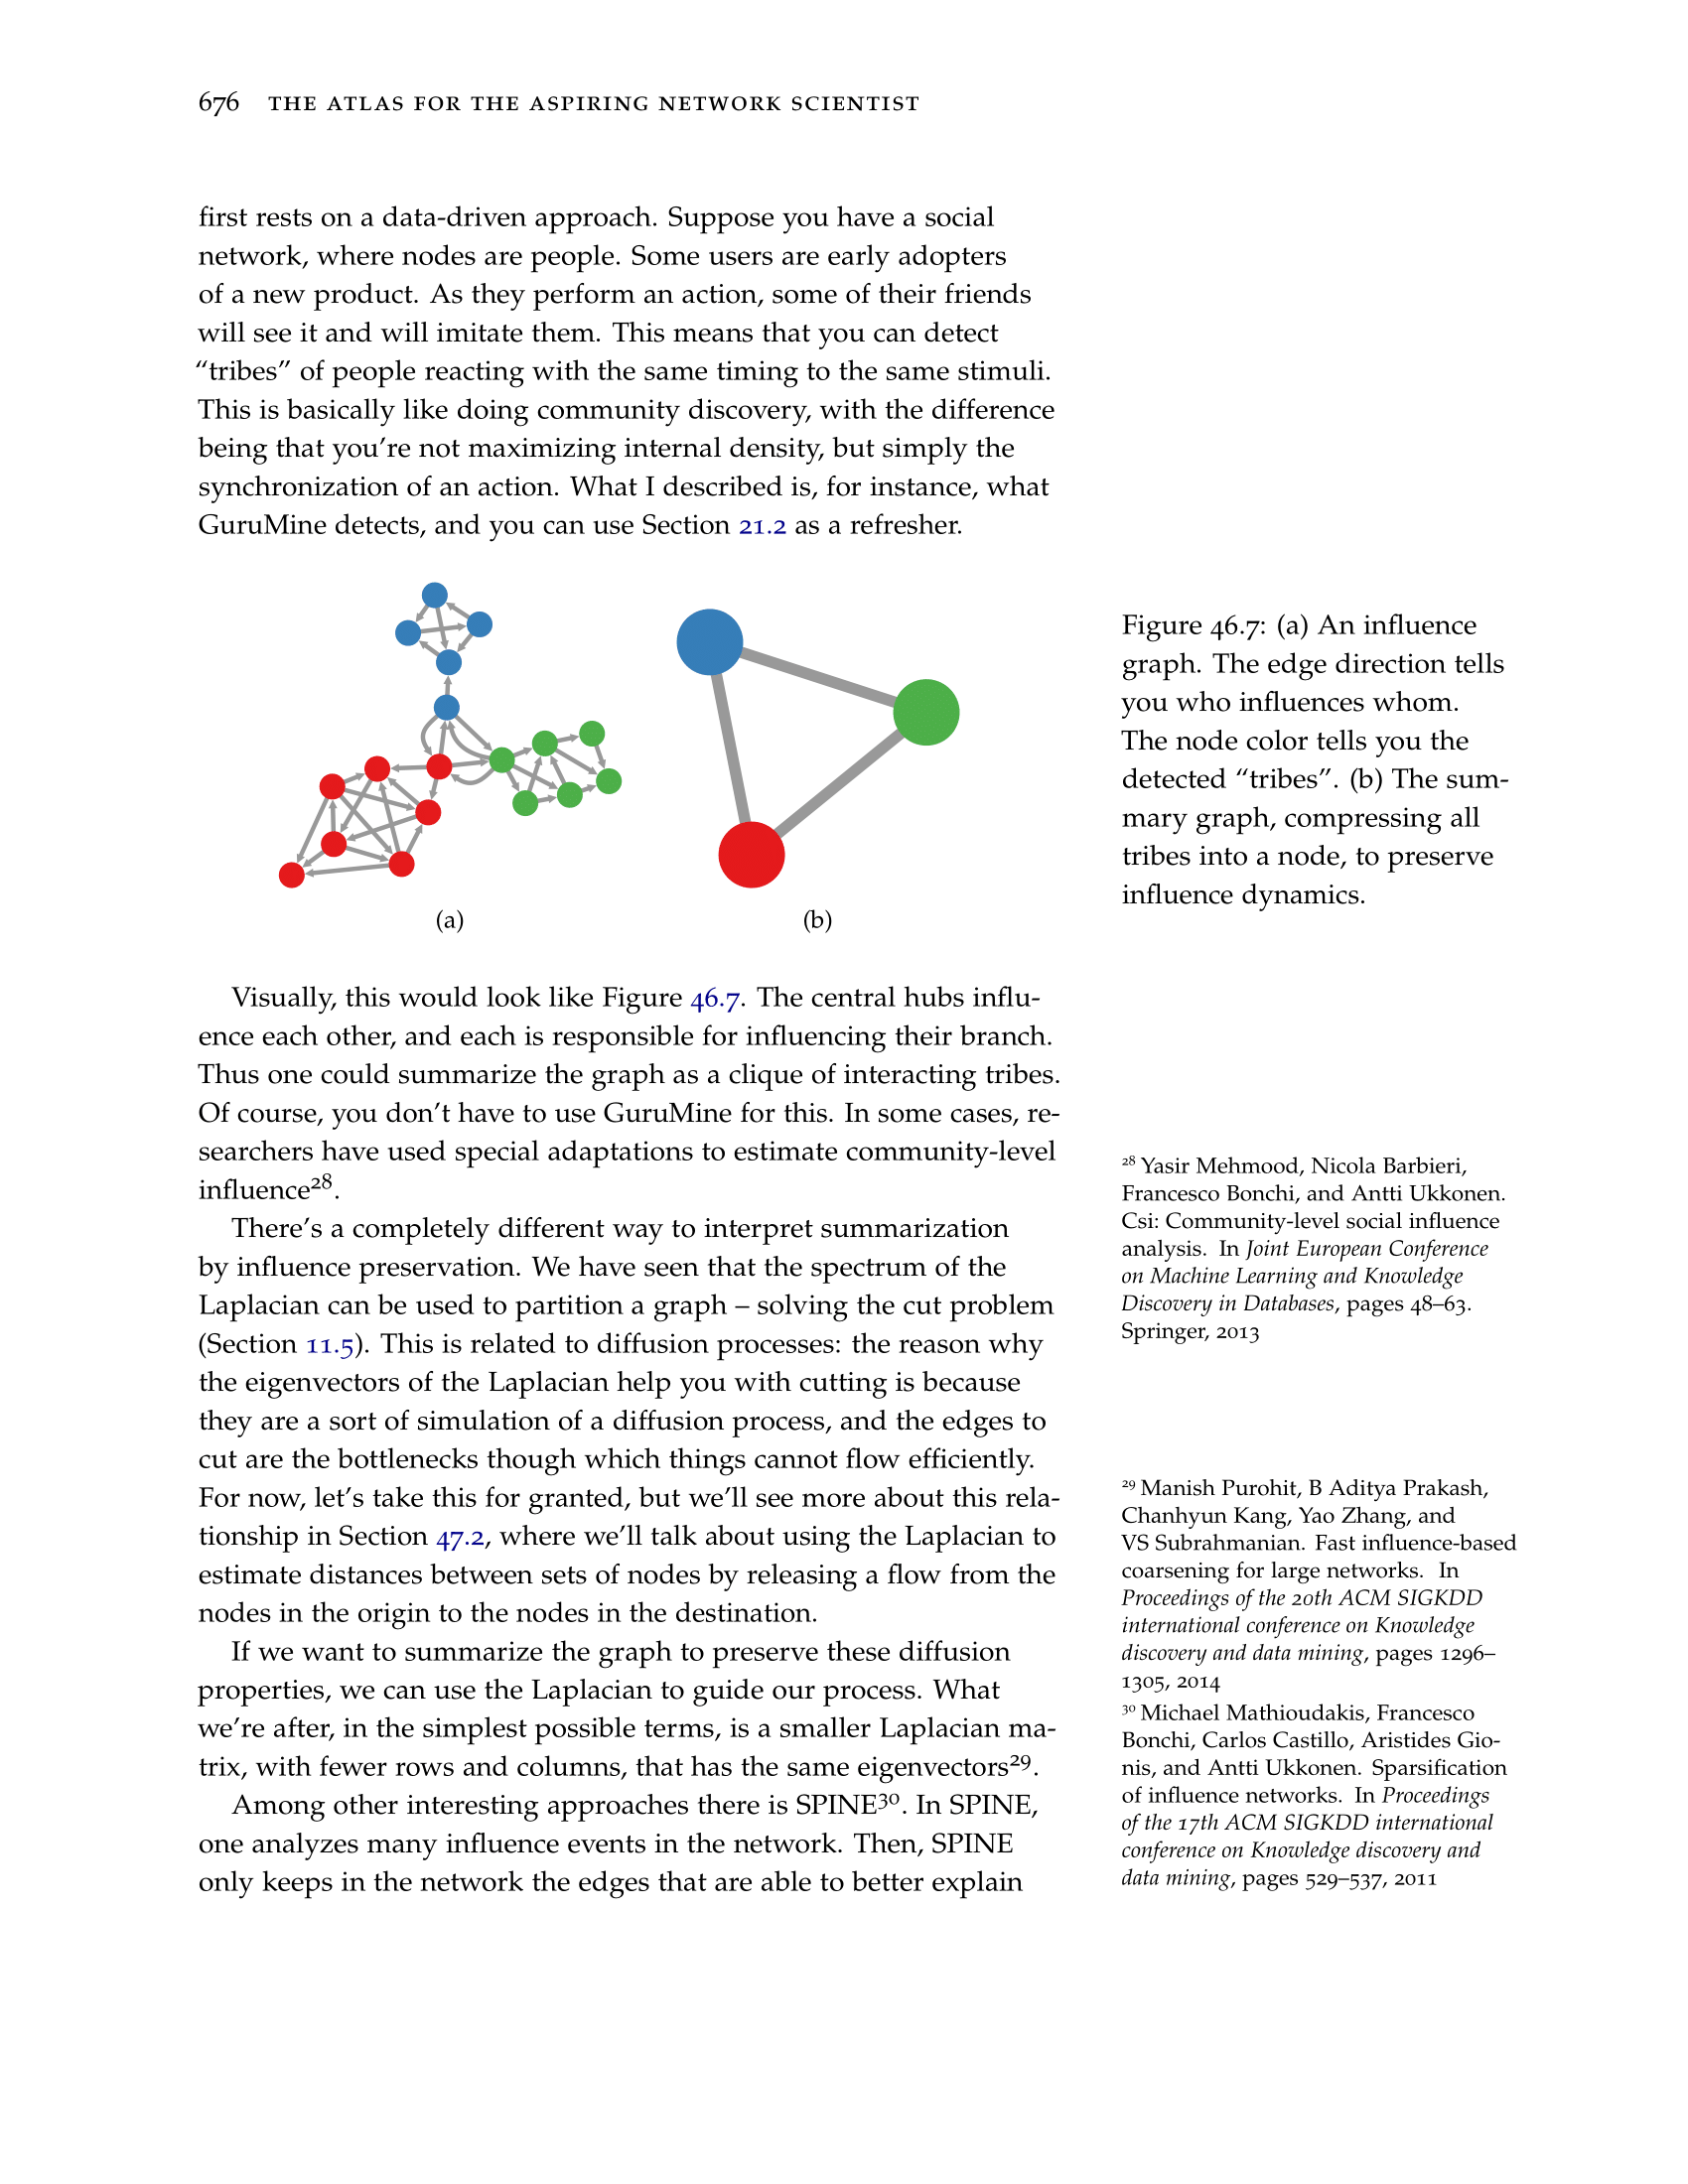 676 THE ATLAS FOR THE ASPIRING NETWORK SCIENTIST
first rests on a data-driven approach. Suppose you have a social
network, where nodes are people. Some users are early adopters
of a new product. As they perform an action, some of their friends
will see it and will imitate them. This means that you can detect
“tribes” of people reacting with the same timing to the same stimuli.
This is basically like doing community discovery, with the difference
being that you’re not maximizing internal density, but simply the
synchronization of an action. What I described is, for instance, what
GuruMine detects, and you can use Section 21.2 as a refresher.
(a)
(b)
Figure 46.7: (a) An influence
graph. The edge direction tells
you who influences whom.
The node color tells you the
detected “tribes”. (b) The sum-
mary graph, compressing all
tribes into a node, to preserve
influence dynamics.
Visually, this would look like Figure 46.7. The central hubs influ-
ence each other, and each is responsible for influencing their branch.
Thus one could summarize the graph as a clique of interacting tribes.
Of course, you don’t have to use GuruMine for this. In some cases, re-
searchers have used special adaptations to estimate community-level
influence28.
There’s a completely different way to interpret summarization
by influence preservation. We have seen that the spectrum of the
Laplacian can be used to partition a graph – solving the cut problem
(Section 11.5). This is related to diffusion processes: the reason why
the eigenvectors of the Laplacian help you with cutting is because
they are a sort of simulation of a diffusion process, and the edges to
cut are the bottlenecks though which things cannot flow efficiently.
For now, let’s take this for granted, but we’ll see more about this rela-
tionship in Section 47.2, where we’ll talk about using the Laplacian to
estimate distances between sets of nodes by releasing a flow from the
nodes in the origin to the nodes in the destination.
If we want to summarize the graph to preserve these diffusion
properties, we can use the Laplacian to guide our process. What
we’re after, in the simplest possible terms, is a smaller Laplacian ma-
trix, with fewer rows and columns, that has the same eigenvectors29.
Among other interesting approaches there is SPINE30. In SPINE,
one analyzes many influence events in the network. Then, SPINE
only keeps in the network the edges that are able to better explain
28 Yasir Mehmood, Nicola Barbieri,
Francesco Bonchi, and Antti Ukkonen.
Csi: Community-level social influence
analysis. In Joint European Conference
on Machine Learning and Knowledge
Discovery in Databases, pages 48–63.
Springer, 2013
29 Manish Purohit, B Aditya Prakash,
Chanhyun Kang, Yao Zhang, and
VS Subrahmanian. Fast influence-based
coarsening for large networks. In
Proceedings of the 20th ACM SIGKDD
international conference on Knowledge
discovery and data mining, pages 1296–
1305, 2014
30 Michael Mathioudakis, Francesco
Bonchi, Carlos Castillo, Aristides Gio-
nis, and Antti Ukkonen. Sparsification
of influence networks. In Proceedings
of the 17th ACM SIGKDD international
conference on Knowledge discovery and
data mining, pages 529–537, 2011